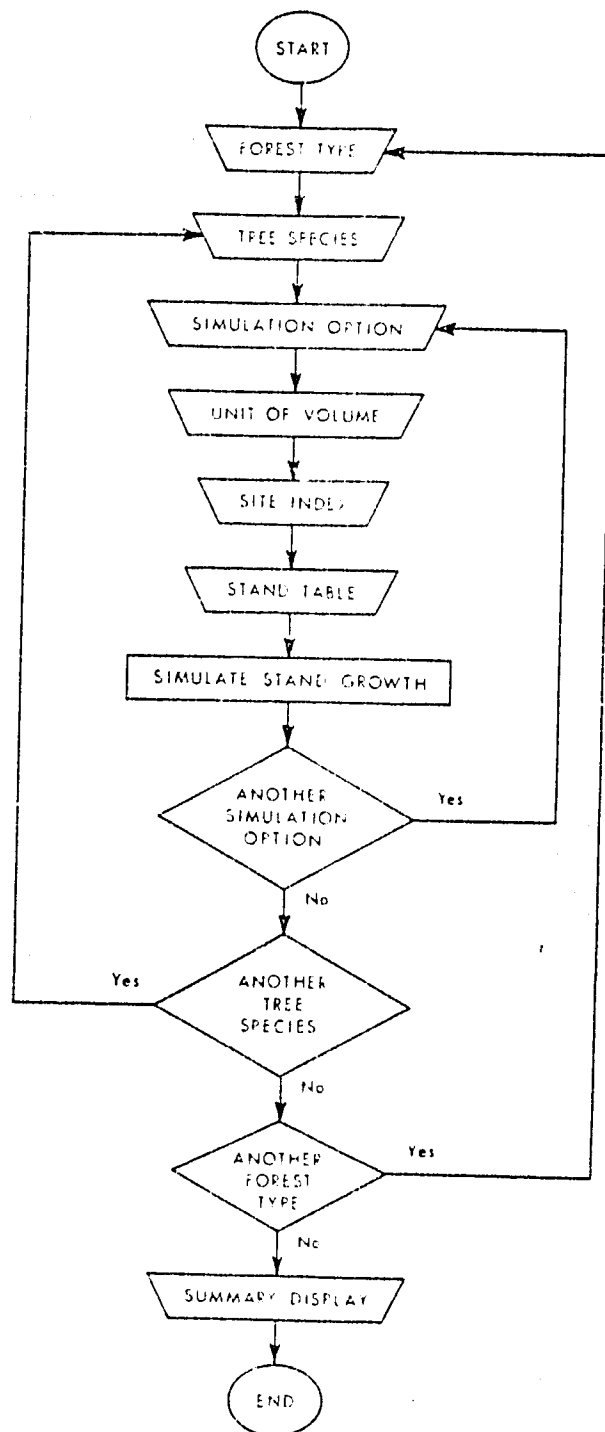 START
FOREST TYPE
TREE SPECIES
SIMULATION OPTION
UNIT OF VOLUME
SITE INDEX
STAND TABLE
SIMULATE STAND GROWTH
ANOTHER
SIMULATION
OPTION
Yes
No
Yes
ANOTHER
TREE
SPECIES
No
ANOTHER
FOREST
TYPE
Yes
No
SUMMARY DISPLAY
END